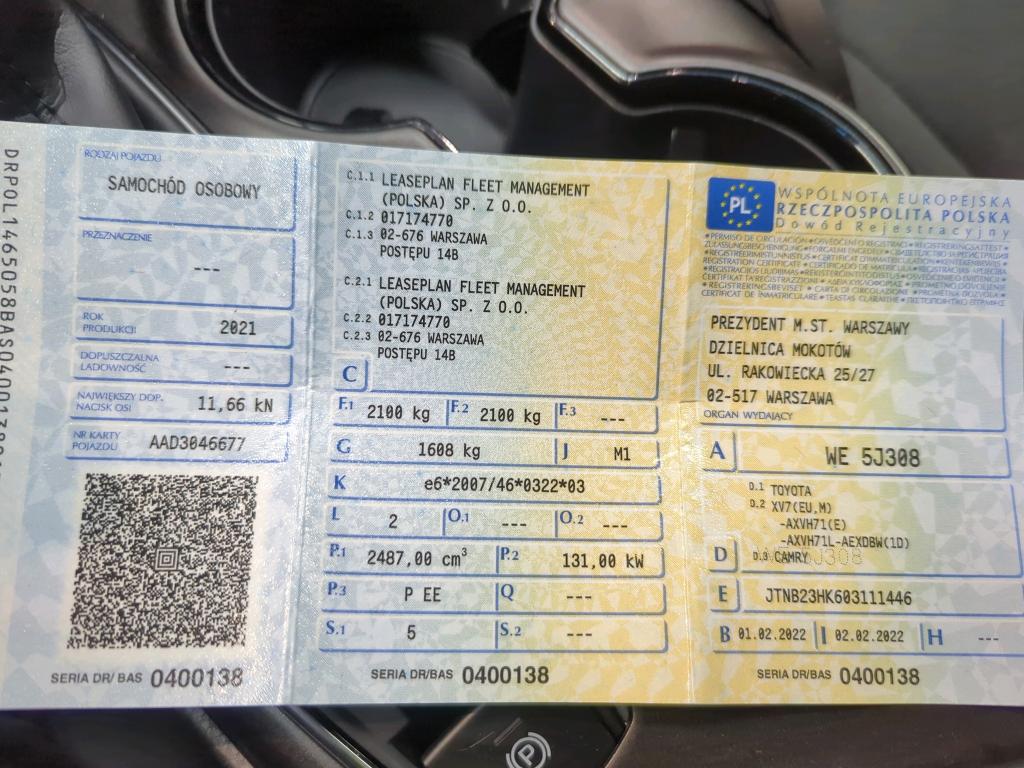 RODZAJ POJAZDU
SAMOCHÓD OSOBOWY
PRZEZNACZENIE
---
ROK PRODUKCJI 2021
DOPUSZCZALNA ŁADOWNOŚĆ ---
NAJWIĘKSZY DOP. NACISK OSI 11,66 kN
NR KARTY POJAZDU AAD3046677
SERIA DR/BAS 0400138
C.1.1 LEASEPLAN FLEET MANAGEMENT
(POLSKA) SP. Z O.O.
C.1.2 017174770
C.1.3 02-676 WARSZAWA
POSTĘPU 14B
C.2.1 LEASEPLAN FLEET MANAGEMENT
(POLSKA) SP. Z O.O.
C.2.2 017174770
C.2.3 02-676 WARSZAWA
POSTĘPU 14B
C
F.1 2100 kg F.2 2100 kg F.3 ---
G 1608 kg J M1
K e6*2007/46*0322*03
L 2 O.1 --- O.2 ---
P.1 2487,00 cm³ P.2 131,00 kW
P.3 P EE Q ---
S.1 5 S.2 ---
SERIA DR/BAS 0400138
PL
WSPÓLNOTA EUROPEJSKA
RZECZPOSPOLITA POLSKA
Dowód Rejestracyjny
PREZYDENT M.ST. WARSZAWY
DZIELNICA MOKOTÓW
UL. RAKOWIECKA 25/27
02-517 WARSZAWA
ORGAN WYDAJĄCY
A WE 5J308
D.1 TOYOTA
D.2 XV7(EU,M)
-AXVH71(E)
-AXVH71L-AEXDBW(1D)
D D.3 CAMRY
E JTNB23HK603111446
B 01.02.2022 I 02.02.2022 H ---
SERIA DR/BAS 0400138